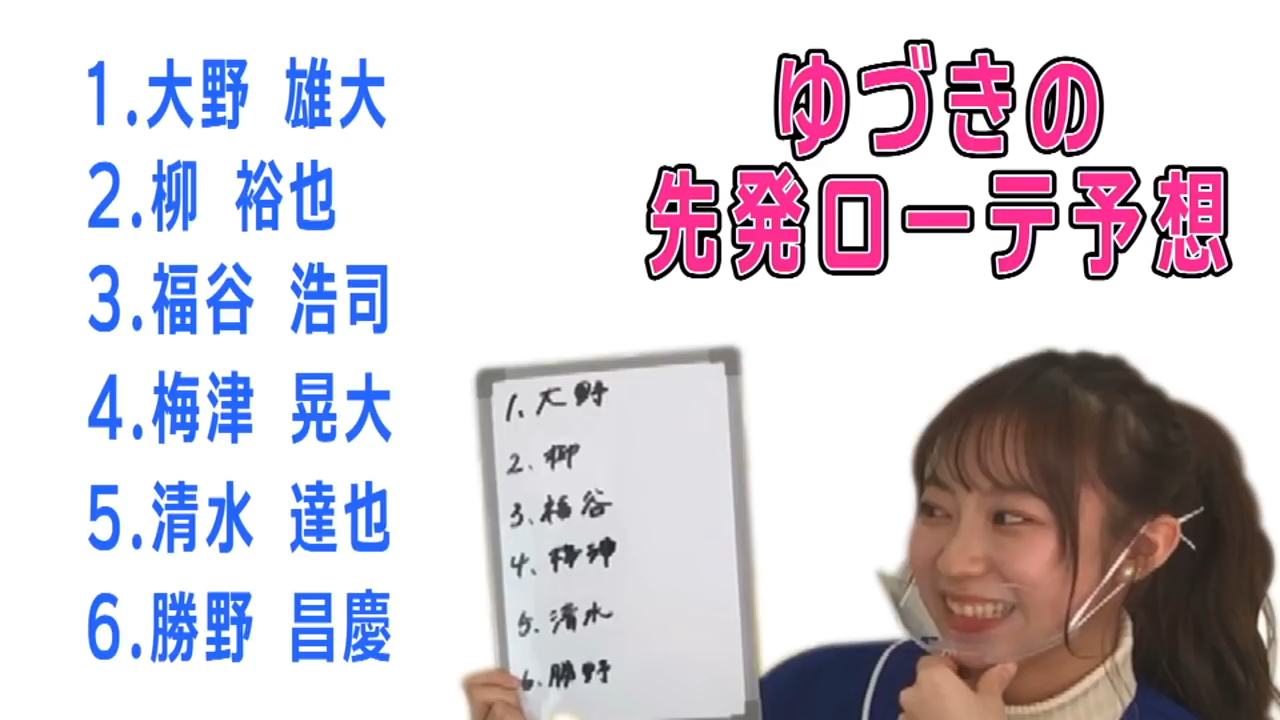 1.大野 雄大
2.柳 裕也
3.福谷 浩司
4.梅津 晃大
5.清水 達也
6.勝野 昌慶
ゆづきの
先発ローテ予想
1、大野
2、柳
3、福谷
4、梅津
5、清水
6、勝野